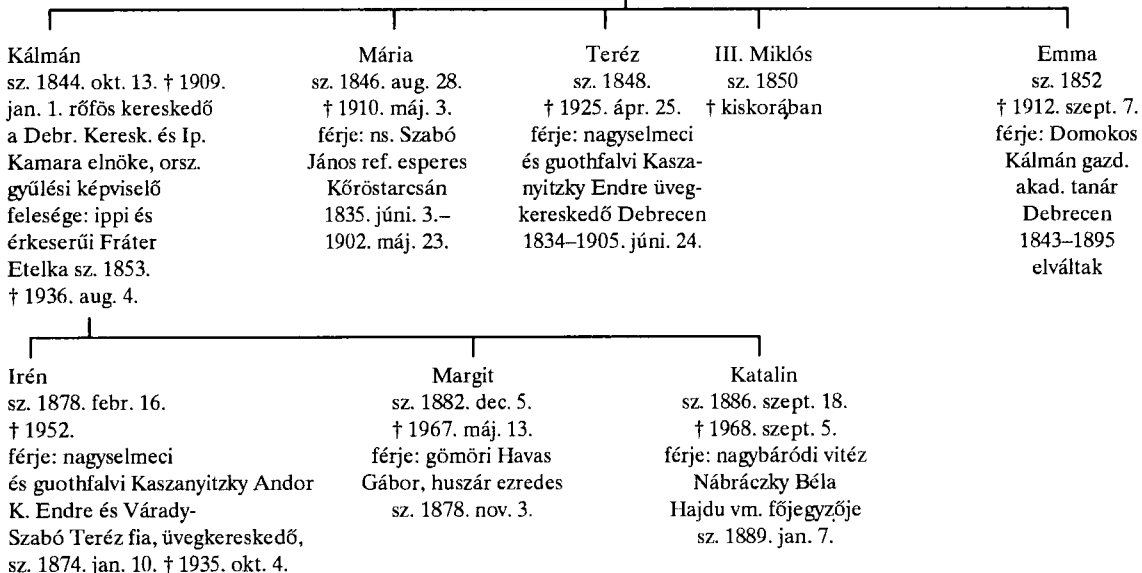 Kálmán
sz. 1844. okt. 13. † 1909.
jan. 1. rőfös kereskedő
a Debr. Keresk. és Ip.
Kamara elnöke, orsz.
gyűlési képviselő
felesége: ippi és
érkeserűi Fráter
Etelka sz. 1853.
† 1936. aug. 4.
Mária
sz. 1846. aug. 28.
† 1910. máj. 3.
férje: ns. Szabó
János ref. esperes
Kőröstarcsán
1835. júni. 3.–
1902. máj. 23.
Teréz
sz. 1848.
† 1925. ápr. 25.
férje: nagyselmeci
és guothfalvi Kasza-
nyitzky Endre üveg-
kereskedő Debrecen
1834–1905. júni. 24.
III. Miklós
sz. 1850
† kiskorában
Emma
sz. 1852
† 1912. szept. 7.
férje: Domokos
Kálmán gazd.
akad. tanár
Debrecen
1843–1895
elváltak
Irén
sz. 1878. febr. 16.
† 1952.
férje: nagyselmeci
és guothfalvi Kaszanyitzky Andor
K. Endre és Várady-
Szabó Teréz fia, üvegkereskedő,
sz. 1874. jan. 10. † 1935. okt. 4.
Margit
sz. 1882. dec. 5.
† 1967. máj. 13.
férje: gömöri Havas
Gábor, huszár ezredes
sz. 1878. nov. 3.
Katalin
sz. 1886. szept. 18.
† 1968. szept. 5.
férje: nagybáródi vitéz
Nábráczky Béla
Hajdu vm. főjegyzője
sz. 1889. jan. 7.